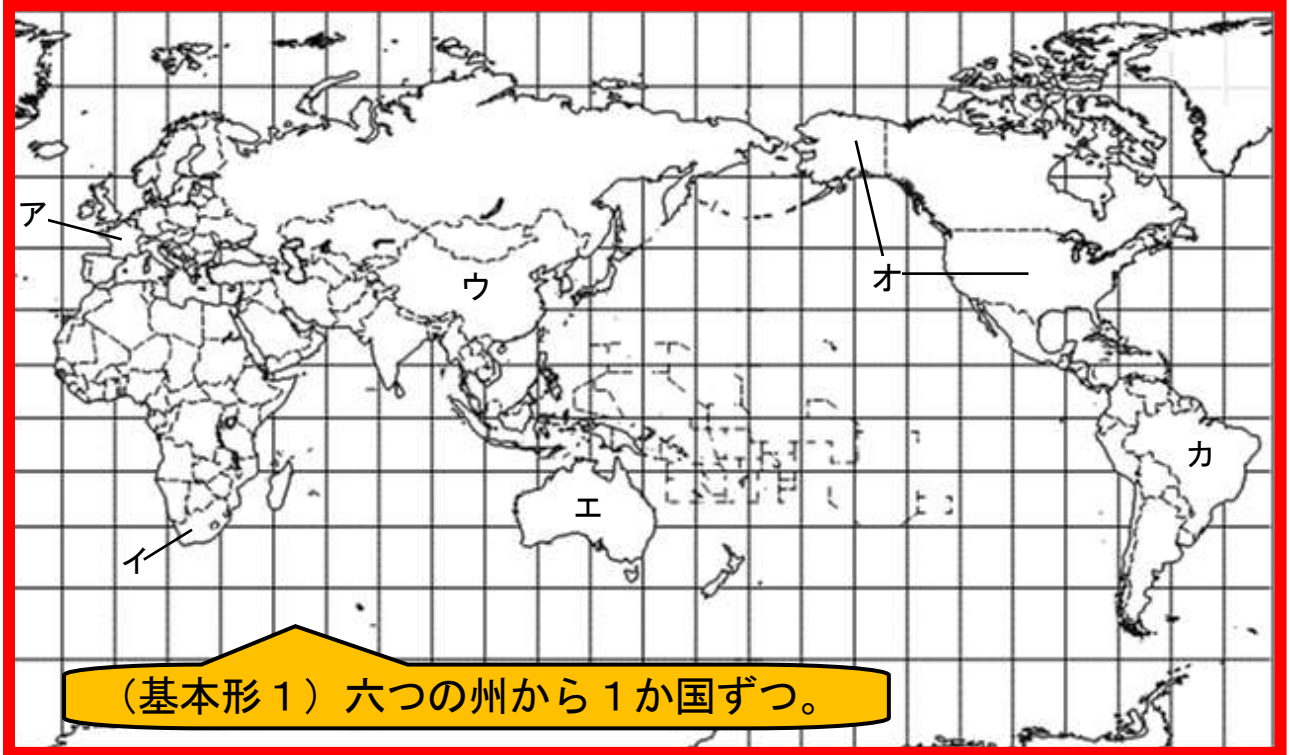 ア
ウ
オ
カ
エ
イ
（基本形１）六つの州から１か国ずつ。